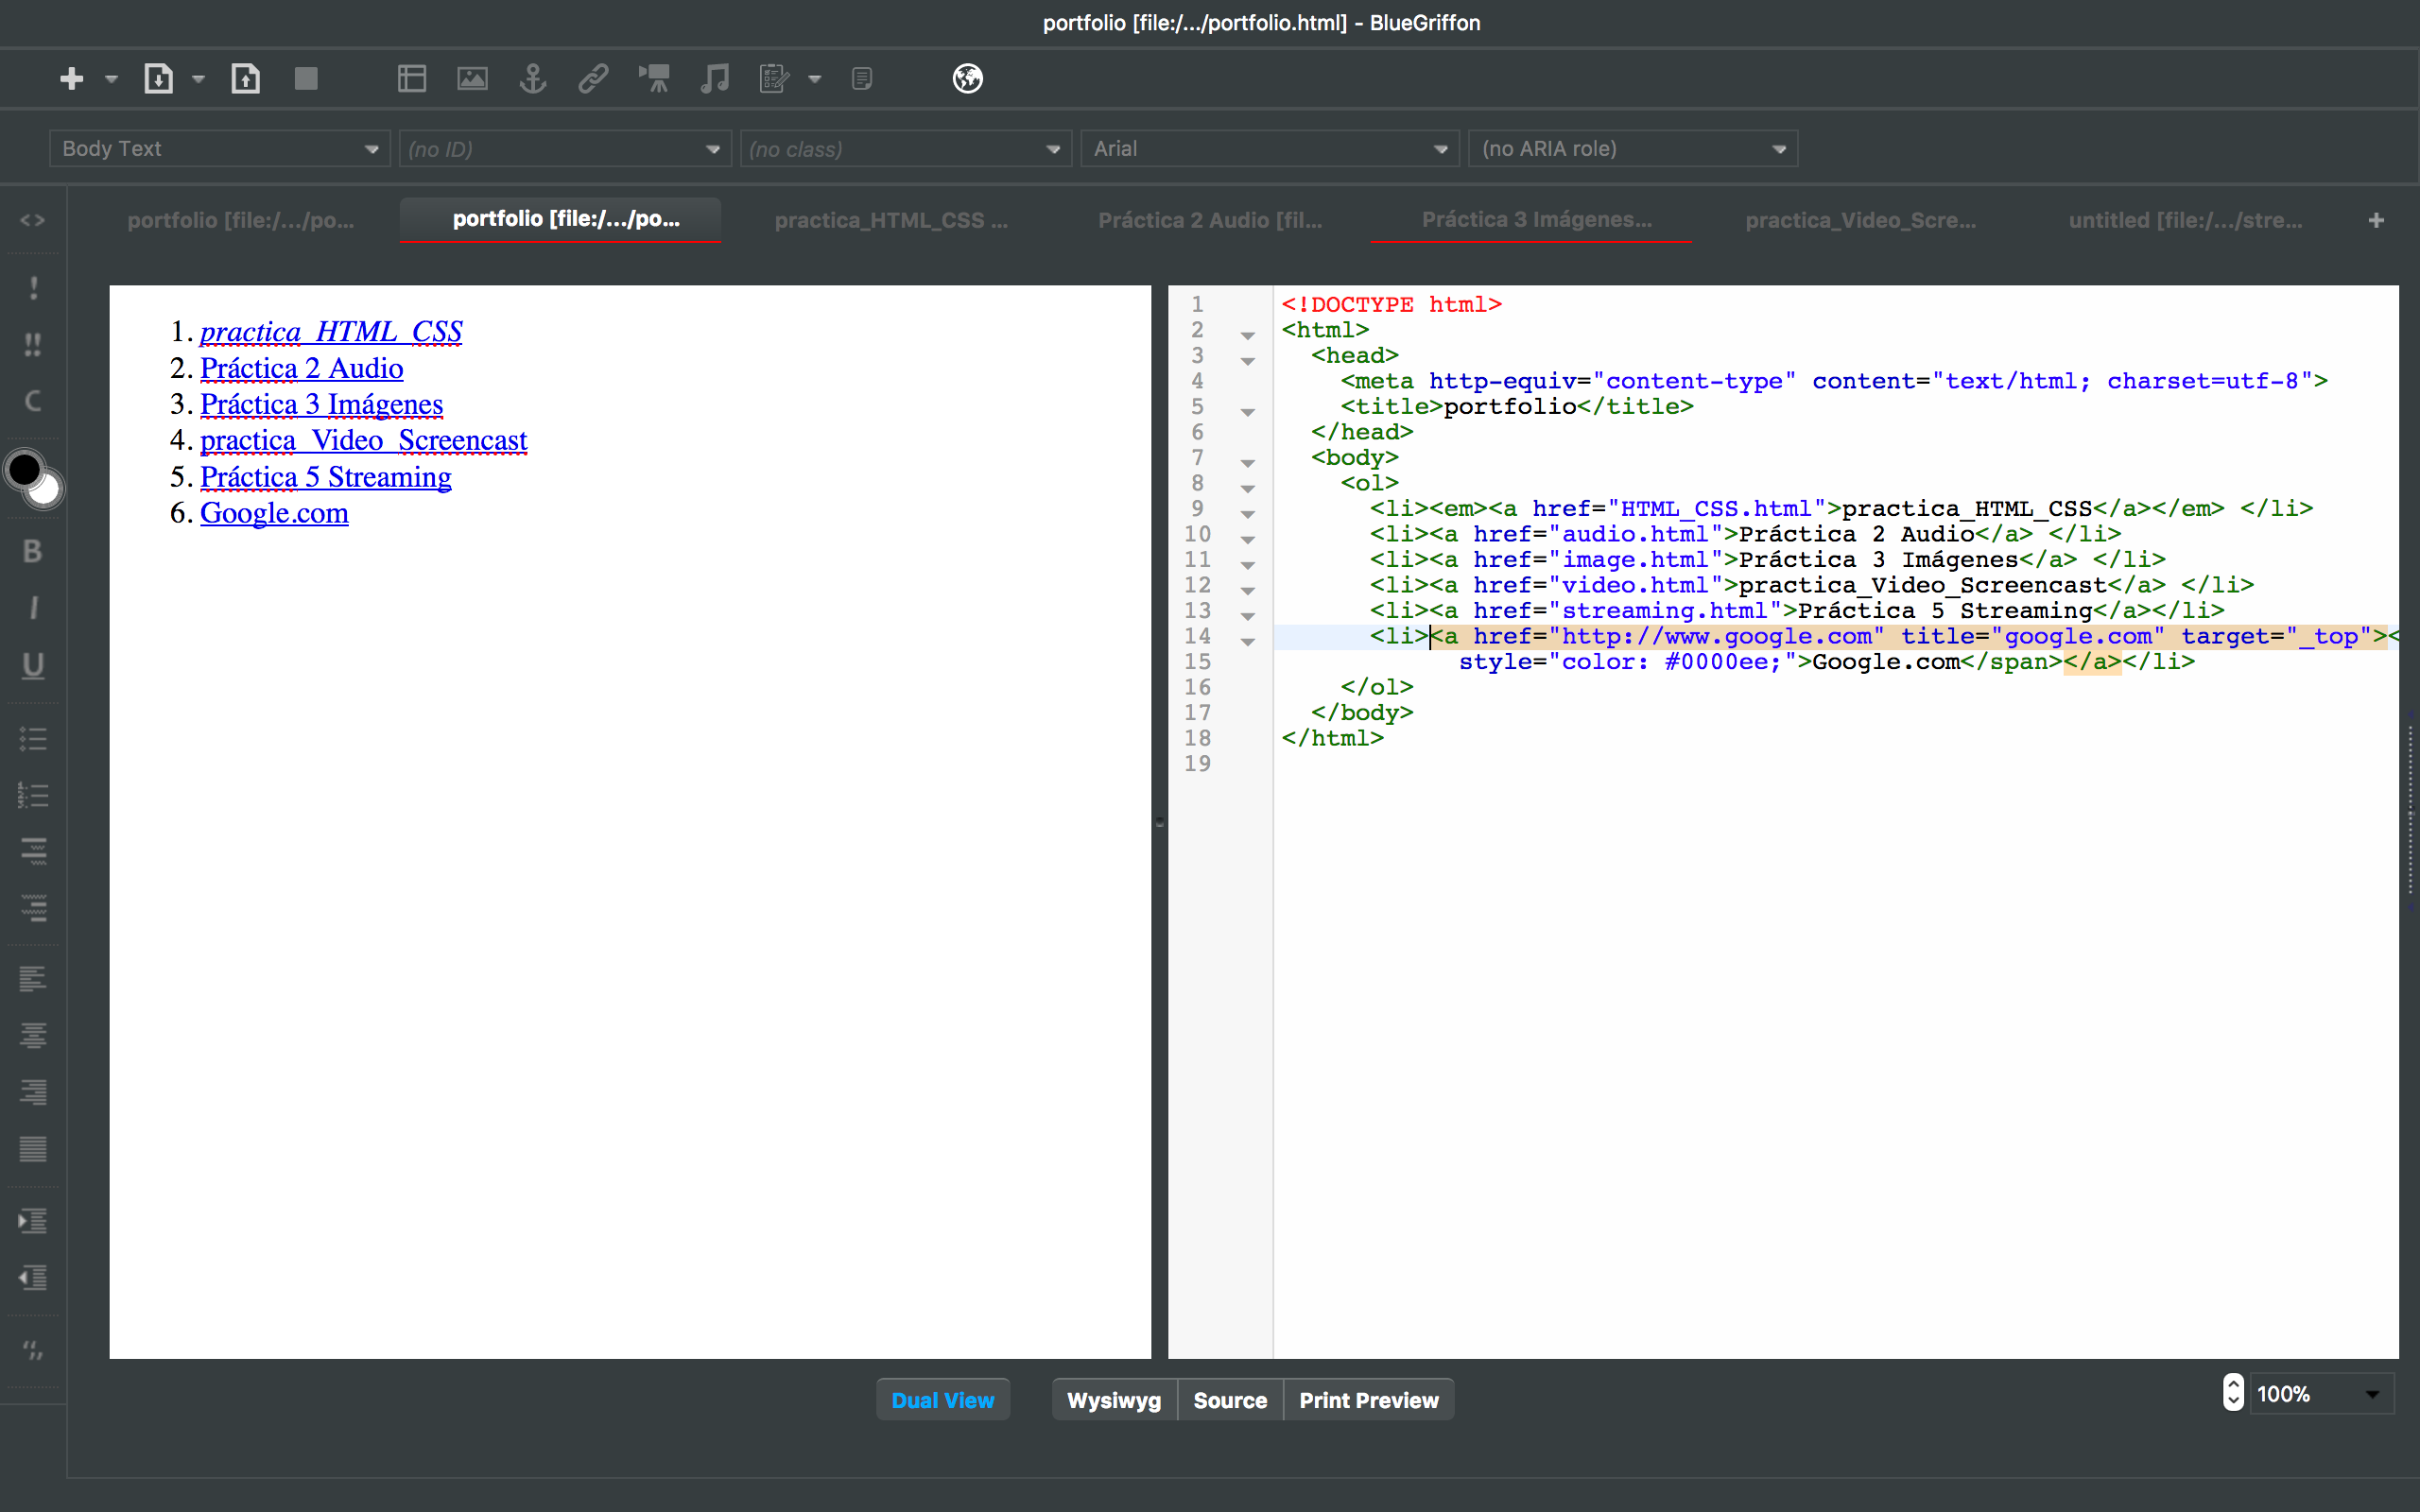 portfolio [file:/.../portfolio.html] - BlueGriffon
Body Text
(no ID)
(no class)
Arial
(no ARIA role)
portfolio [file:/.../po...
portfolio [file:/.../po...
practica_HTML_CSS ...
Práctica 2 Audio [fil...
Práctica 3 Imágenes...
practica_Video_Scre...
untitled [file:/.../stre...
1. practica_HTML_CSS
2. Práctica 2 Audio
3. Práctica 3 Imágenes
4. practica_Video_Screencast
5. Práctica 5 Streaming
6. Google.com
1 <!DOCTYPE html>
2 <html>
3 <head>
4 <meta http-equiv="content-type" content="text/html; charset=utf-8">
5 <title>portfolio</title>
6 </head>
7 <body>
8 <ol>
9 <li><em><a href="HTML_CSS.html">practica_HTML_CSS</a></em> </li>
10 <li><a href="audio.html">Práctica 2 Audio</a> </li>
11 <li><a href="image.html">Práctica 3 Imágenes</a> </li>
12 <li><a href="video.html">practica_Video_Screencast</a> </li>
13 <li><a href="streaming.html">Práctica 5 Streaming</a></li>
14 <li><a href="http://www.google.com" title="google.com" target="_top"><
15 style="color: #0000ee;">Google.com</span></a></li>
16 </ol>
17 </body>
18 </html>
19
! 
!!
C
B
I
U
Dual View
Wysiwyg
Source
Print Preview
100%